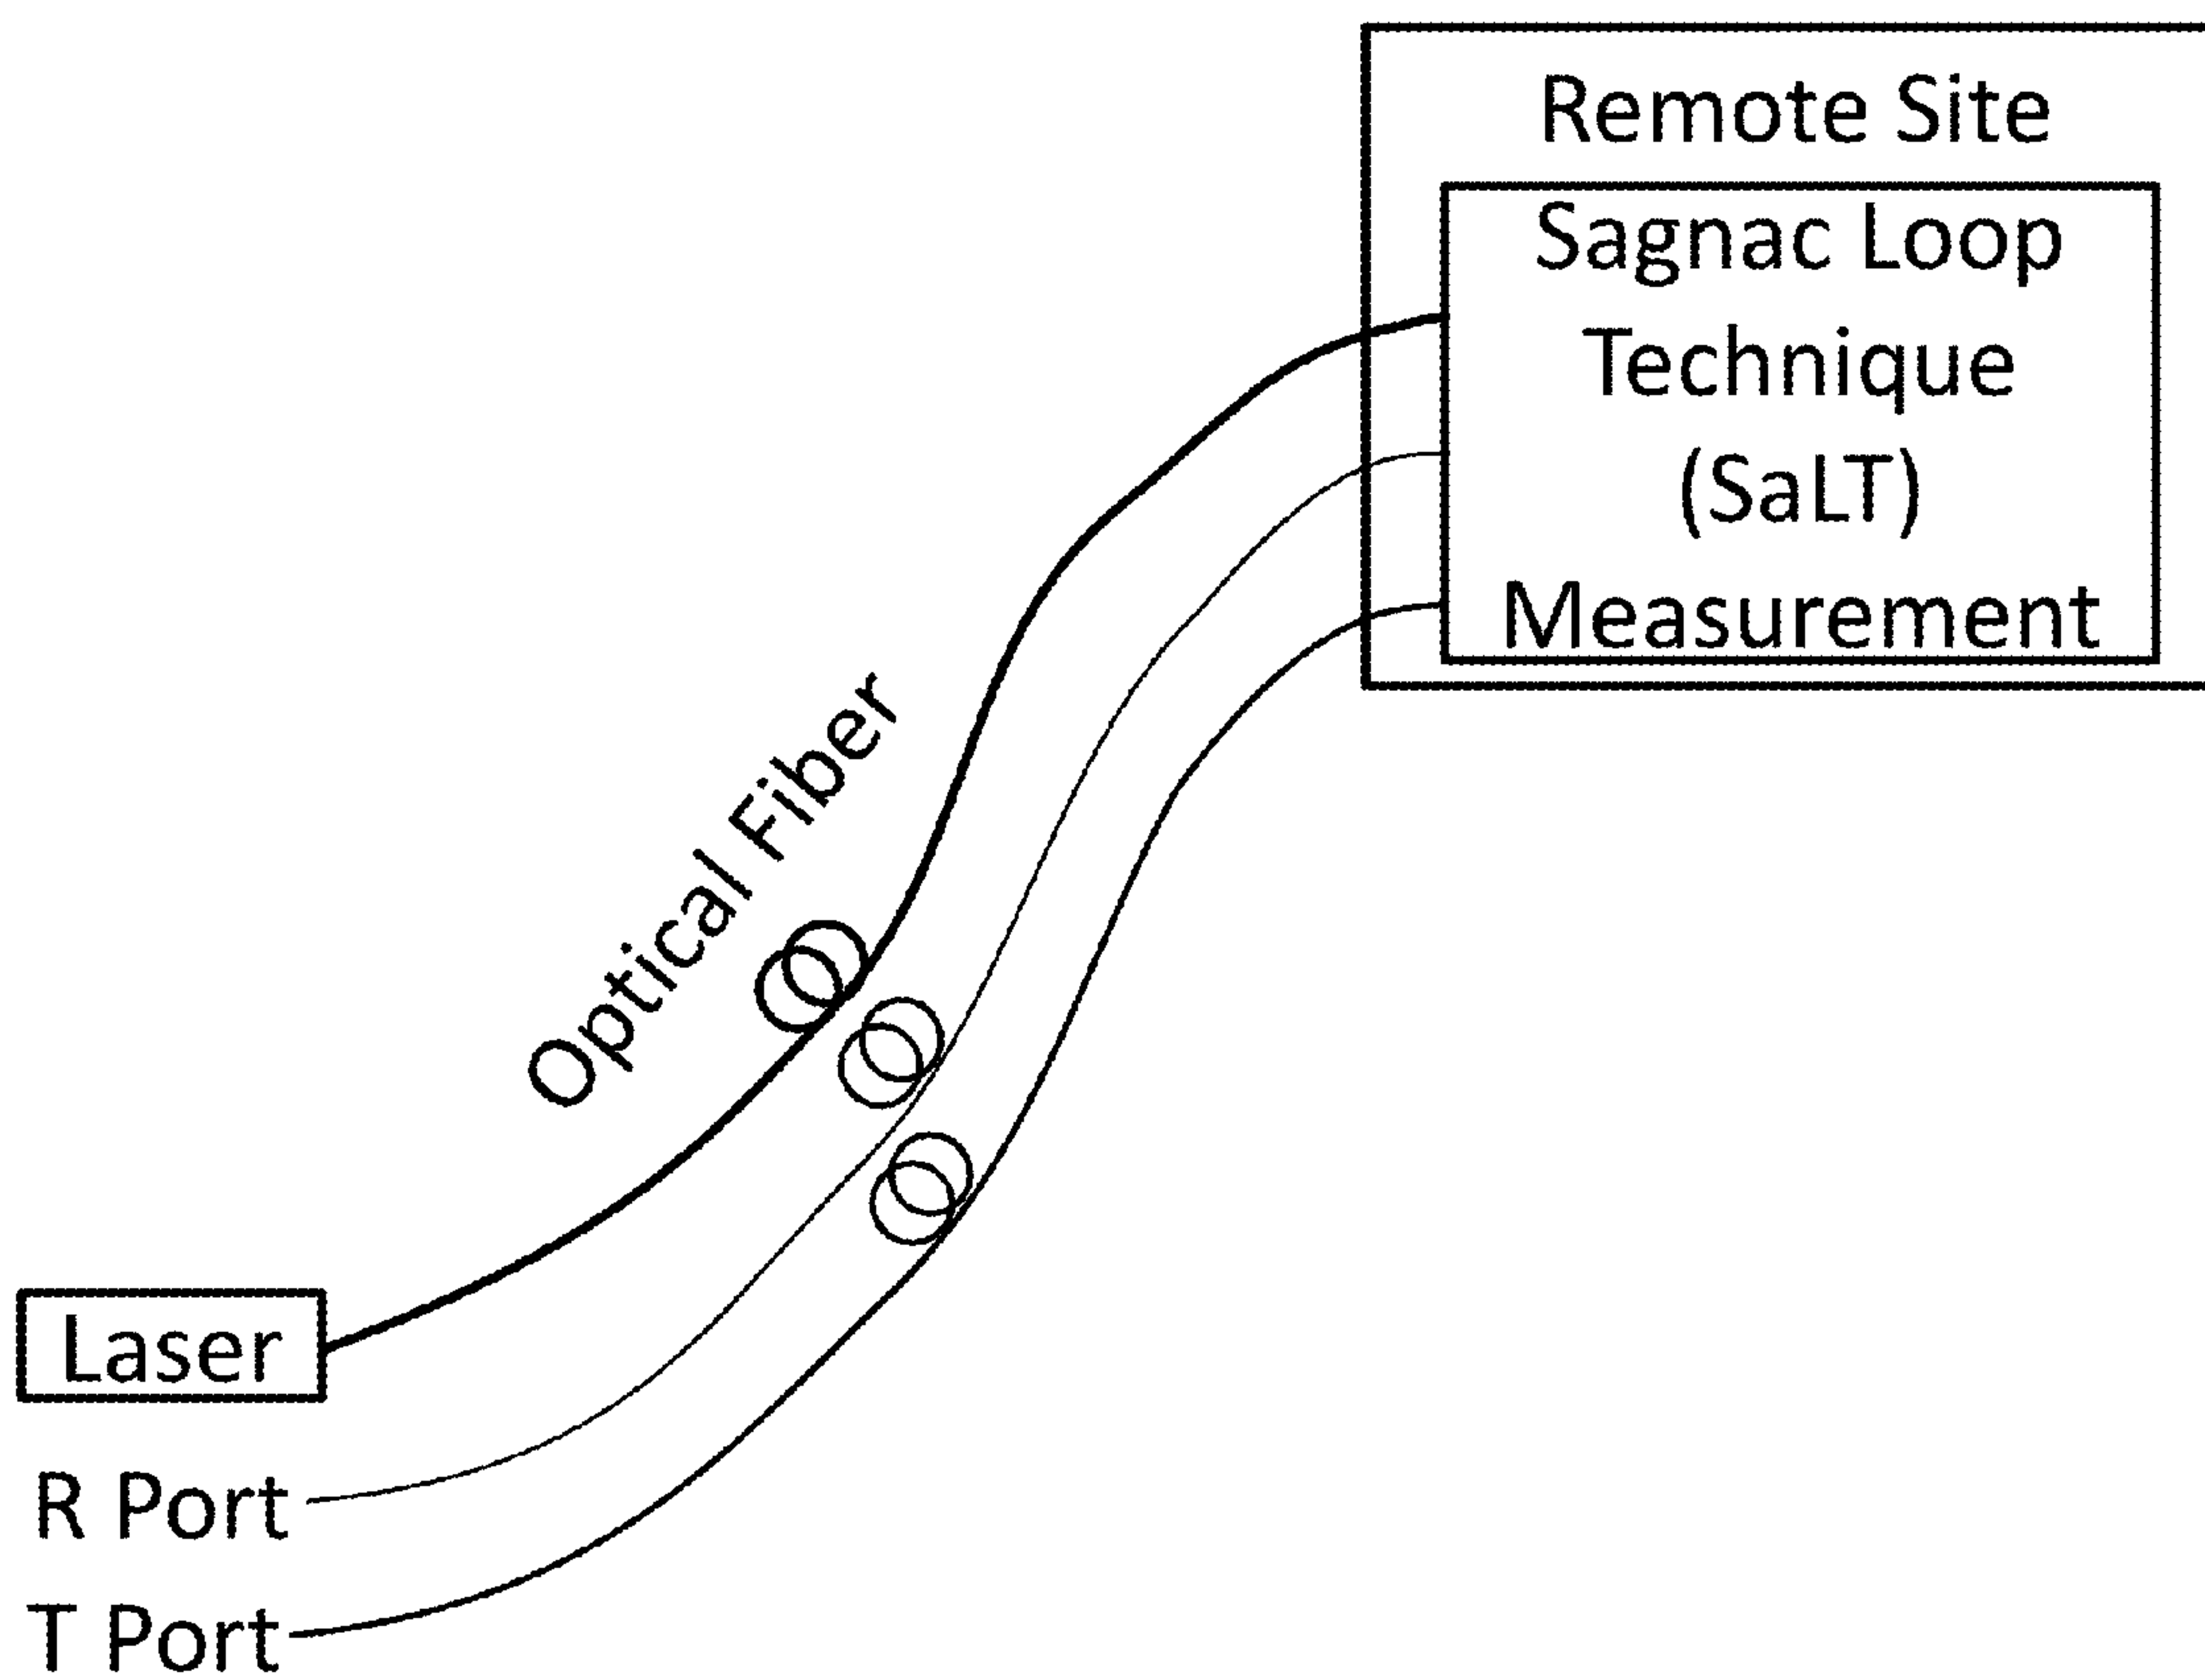 Remote Site
Sagnac Loop
Technique
(SaLT)
Measurement
Optical Fiber
Laser
R Port
T Port